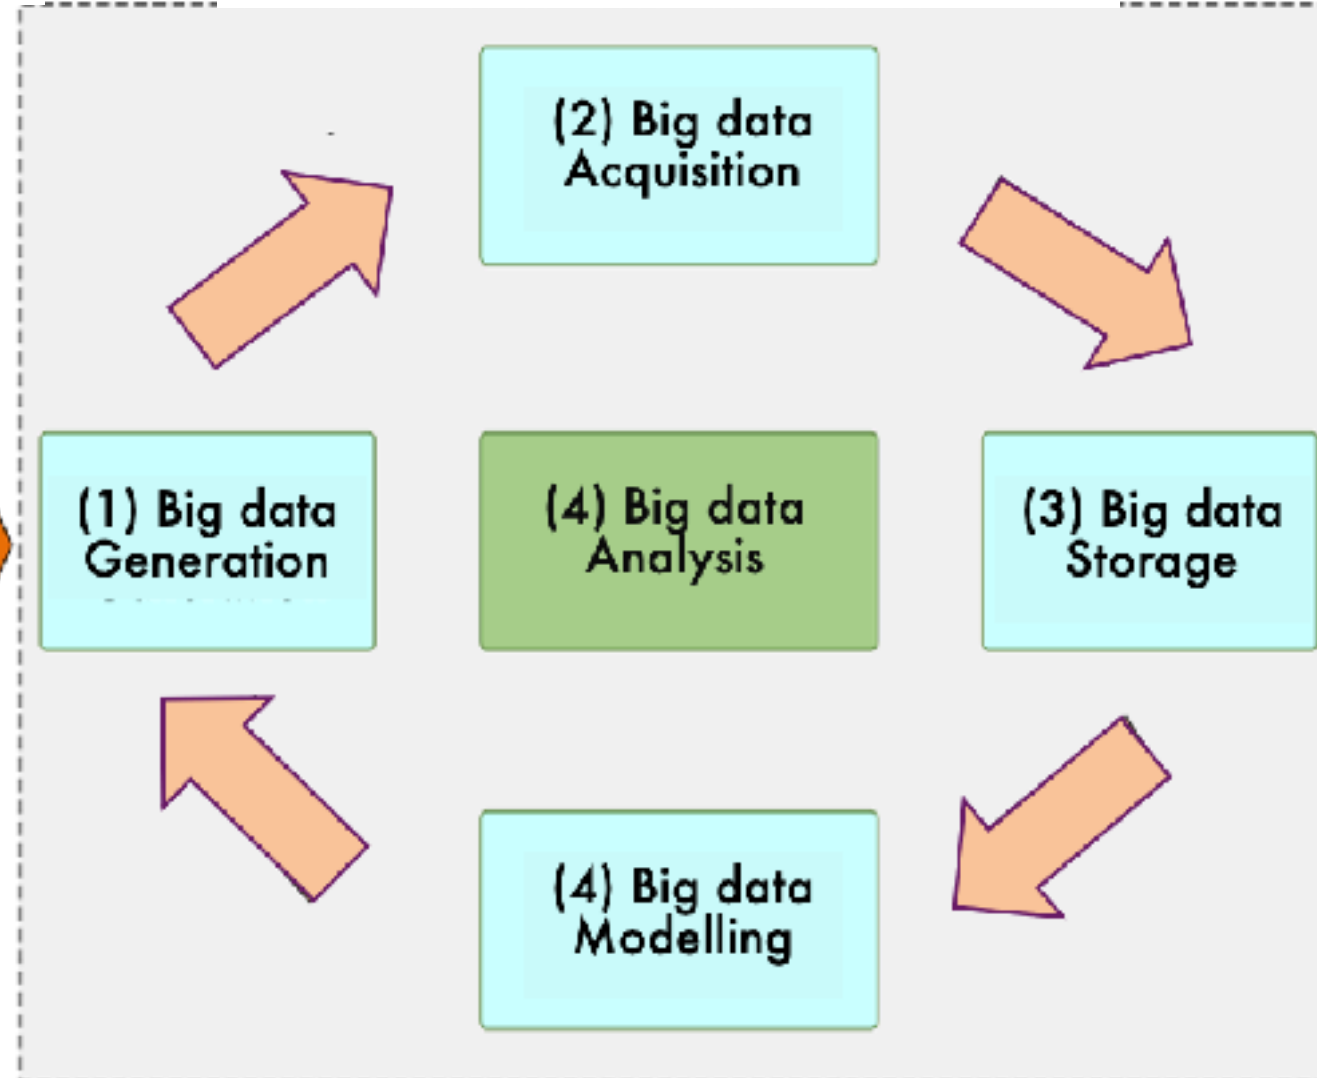 (2) Big data
Acquisition
(1) Big data
Generation
(4) Big data
Analysis
(3) Big data
Storage
(4) Big data
Modelling